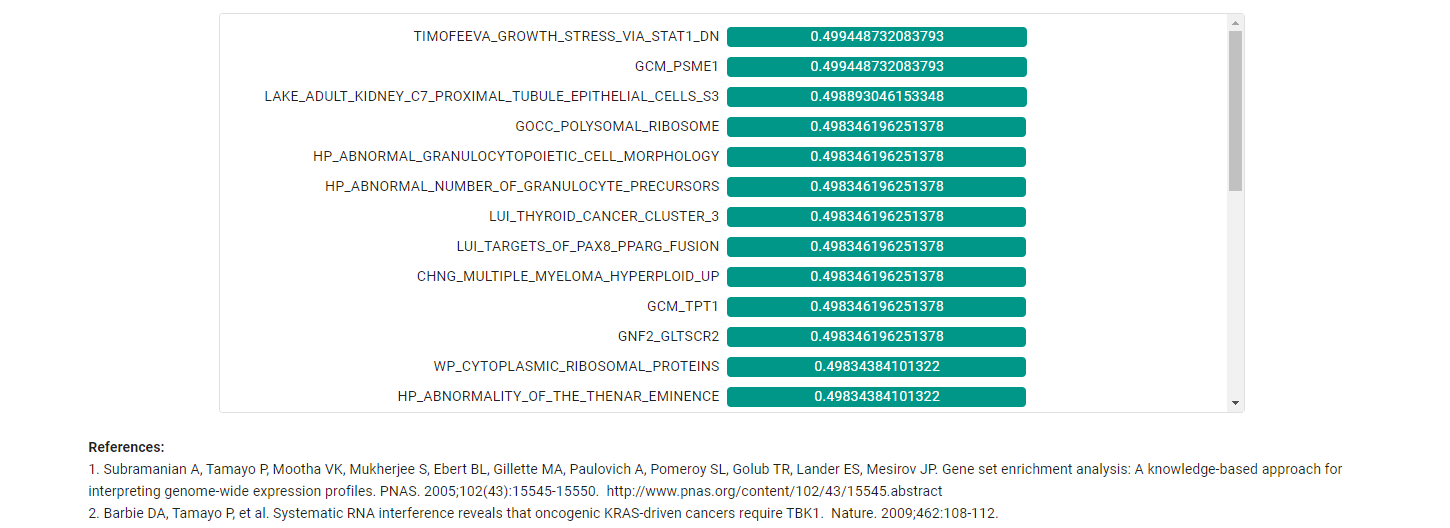 TIMOFEEVA_GROWTH_STRESS_VIA_STAT1_DN 0.499448732083793
GCM_PSME1 0.499448732083793
LAKE_ADULT_KIDNEY_C7_PROXIMAL_TUBULE_EPITHELIAL_CELLS_S3 0.498893046153348
GOCC_POLYSOMAL_RIBOSOME 0.498346196251378
HP_ABNORMAL_GRANULOCYTOPOIETIC_CELL_MORPHOLOGY 0.498346196251378
HP_ABNORMAL_NUMBER_OF_GRANULOCYTE_PRECURSORS 0.498346196251378
LUI_THYROID_CANCER_CLUSTER_3 0.498346196251378
LUI_TARGETS_OF_PAX8_PPARG_FUSION 0.498346196251378
CHNG_MULTIPLE_MYELOMA_HYPERPLOID_UP 0.498346196251378
GCM_TPT1 0.498346196251378
GNF2_GLTSCR2 0.498346196251378
WP_CYTOPLASMIC_RIBOSOMAL_PROTEINS 0.49834384101322
HP_ABNORMALITY_OF_THE_THENAR_EMINENCE 0.49834384101322
References:
1. Subramanian A, Tamayo P, Mootha VK, Mukherjee S, Ebert BL, Gillette MA, Paulovich A, Pomeroy SL, Golub TR, Lander ES, Mesirov JP. Gene set enrichment analysis: A knowledge-based approach for
interpreting genome-wide expression profiles. PNAS. 2005;102(43):15545-15550. http://www.pnas.org/content/102/43/15545.abstract
2. Barbie DA, Tamayo P, et al. Systematic RNA interference reveals that oncogenic KRAS-driven cancers require TBK1. Nature. 2009;462:108-112.